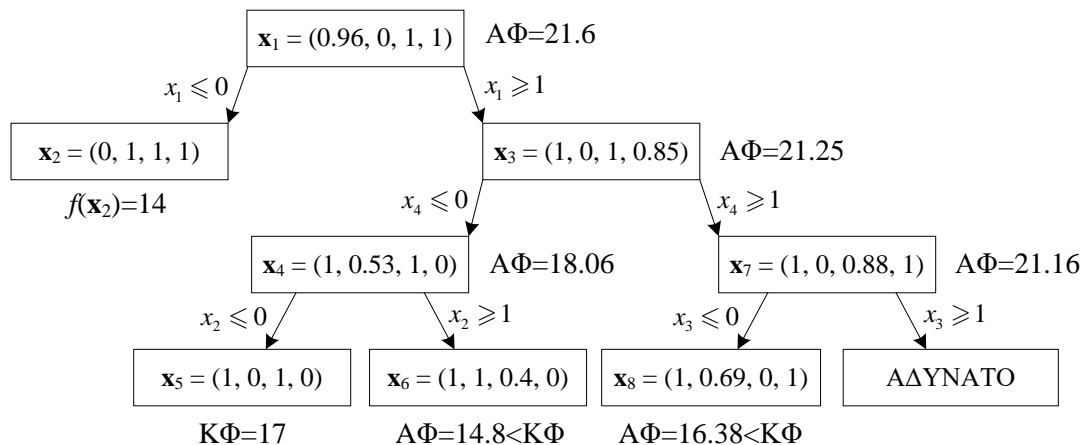 x₁ = (0.96, 0, 1, 1) ΑΦ=21.6
x₁ ⩽ 0 x₁ ⩾ 1
x₂ = (0, 1, 1, 1) x₃ = (1, 0, 1, 0.85) ΑΦ=21.25
f(x₂)=14 x₄ ⩽ 0 x₄ ⩾ 1
x₄ = (1, 0.53, 1, 0) ΑΦ=18.06 x₇ = (1, 0, 0.88, 1) ΑΦ=21.16
x₂ ⩽ 0 x₂ ⩾ 1 x₃ ⩽ 0 x₃ ⩾ 1
x₅ = (1, 0, 1, 0) x₆ = (1, 1, 0.4, 0) x₈ = (1, 0.69, 0, 1) ΑΔΥΝΑΤΟ
ΚΦ=17 ΑΦ=14.8<ΚΦ ΑΦ=16.38<ΚΦ